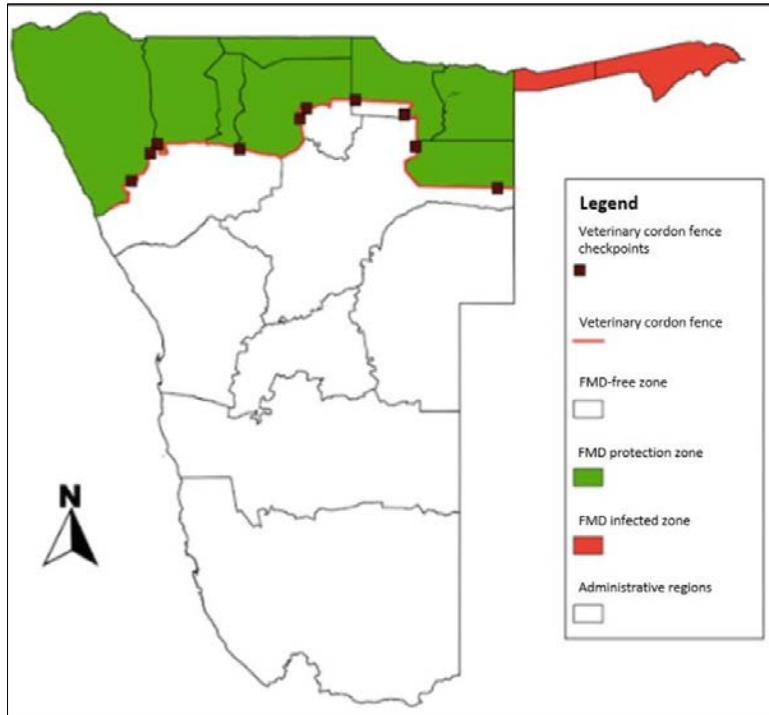 Legend
Veterinary cordon fence
checkpoints
Veterinary cordon fence
FMD-free zone
FMD protection zone
FMD infected zone
Administrative regions
N